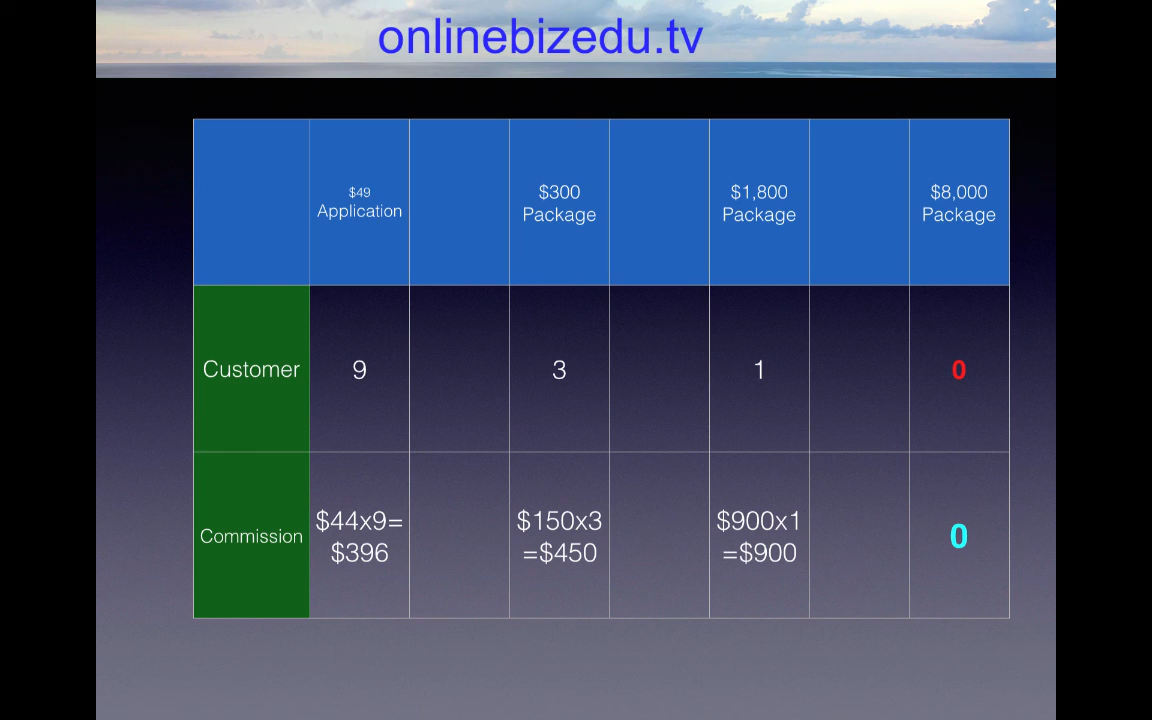 onlinebizedu.tv
$49
Application
$300
Package
$1,800
Package
$8,000
Package
Customer
9
3
1
0
Commission
$44x9=
$396
$150x3
=$450
$900x1
=$900
0